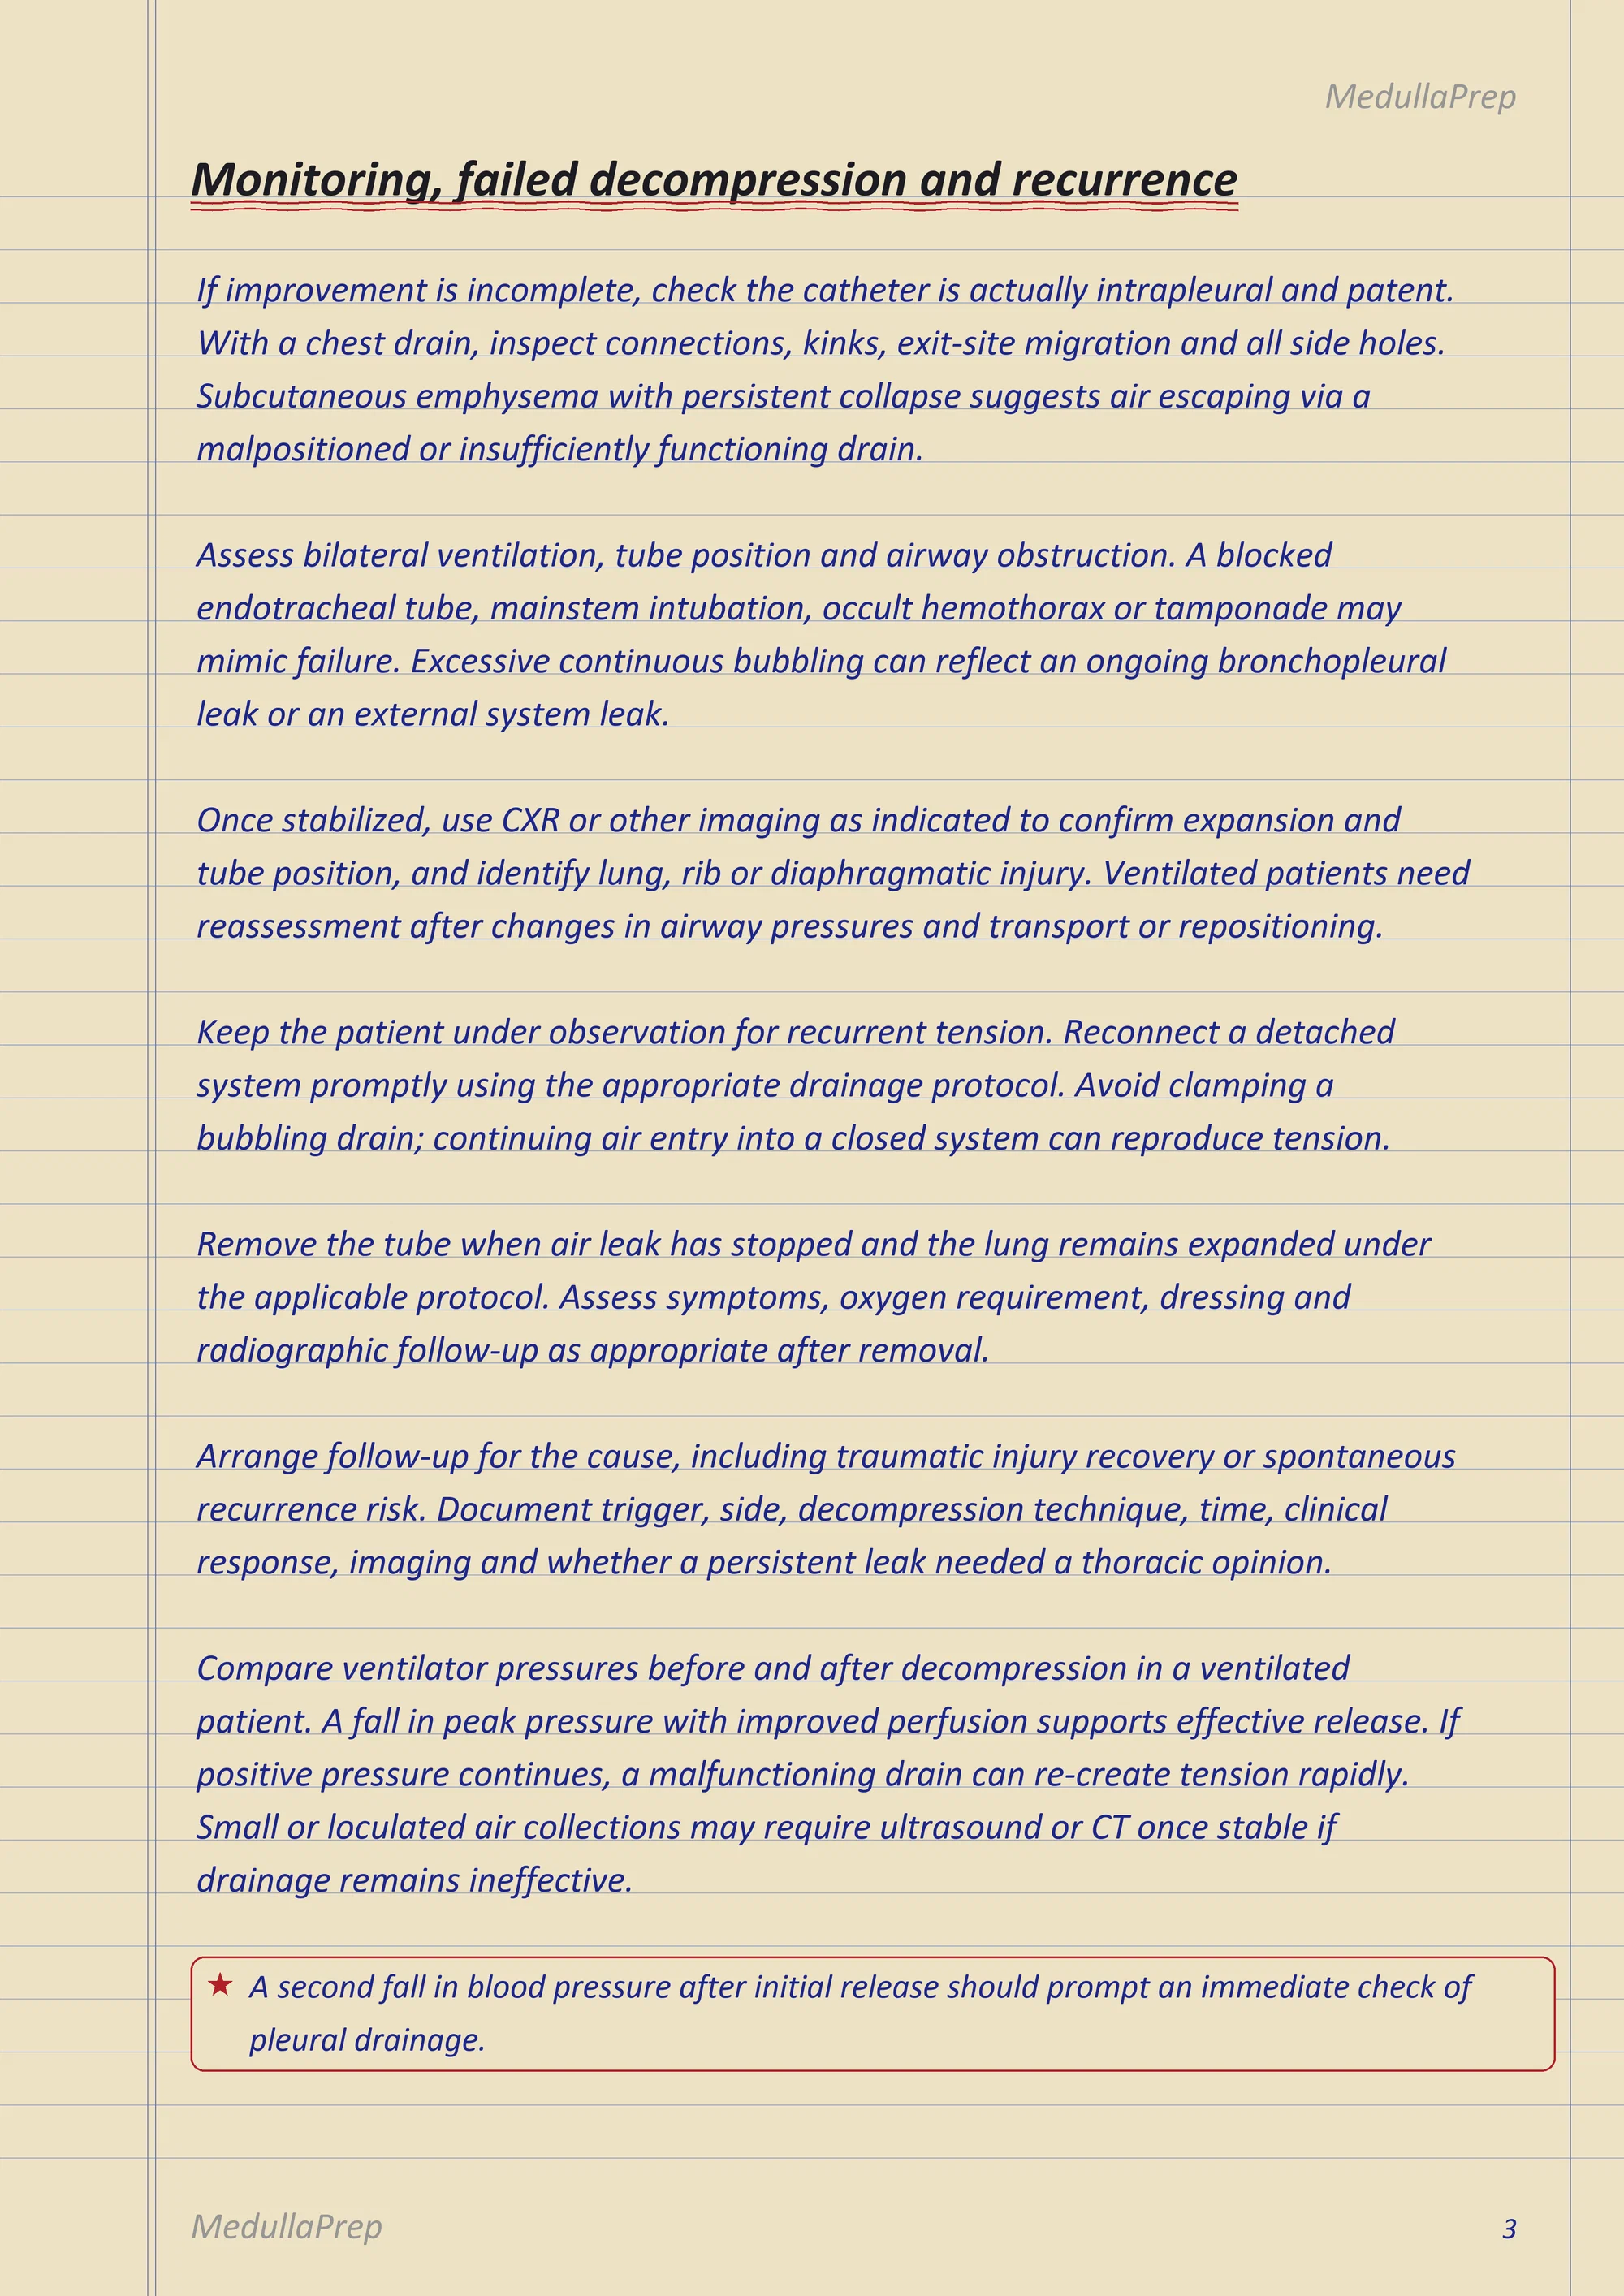 MedullaPrep
Monitoring, failed decompression and recurrence
If improvement is incomplete, check the catheter is actually intrapleural and patent.
With a chest drain, inspect connections, kinks, exit-site migration and all side holes.
Subcutaneous emphysema with persistent collapse suggests air escaping via a
malpositioned or insufficiently functioning drain.
Assess bilateral ventilation, tube position and airway obstruction. A blocked
endotracheal tube, mainstem intubation, occult hemothorax or tamponade may
mimic failure. Excessive continuous bubbling can reflect an ongoing bronchopleural
leak or an external system leak.
Once stabilized, use CXR or other imaging as indicated to confirm expansion and
tube position, and identify lung, rib or diaphragmatic injury. Ventilated patients need
reassessment after changes in airway pressures and transport or repositioning.
Keep the patient under observation for recurrent tension. Reconnect a detached
system promptly using the appropriate drainage protocol. Avoid clamping a
bubbling drain; continuing air entry into a closed system can reproduce tension.
Remove the tube when air leak has stopped and the lung remains expanded under
the applicable protocol. Assess symptoms, oxygen requirement, dressing and
radiographic follow-up as appropriate after removal.
Arrange follow-up for the cause, including traumatic injury recovery or spontaneous
recurrence risk. Document trigger, side, decompression technique, time, clinical
response, imaging and whether a persistent leak needed a thoracic opinion.
Compare ventilator pressures before and after decompression in a ventilated
patient. A fall in peak pressure with improved perfusion supports effective release. If
positive pressure continues, a malfunctioning drain can re-create tension rapidly.
Small or loculated air collections may require ultrasound or CT once stable if
drainage remains ineffective.
★ A second fall in blood pressure after initial release should prompt an immediate check of
pleural drainage.
MedullaPrep
3